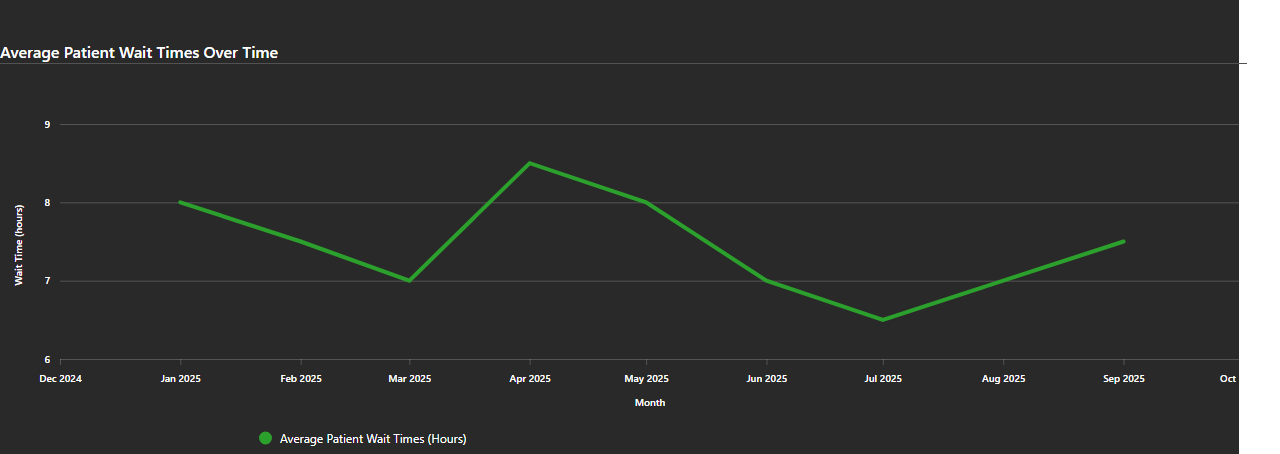 Average Patient Wait Times Over Time
9
8
7
6
Wait Time (hours)
Dec 2024 Jan 2025 Feb 2025 Mar 2025 Apr 2025 May 2025 Jun 2025 Jul 2025 Aug 2025 Sep 2025 Oct
Month
Average Patient Wait Times (Hours)